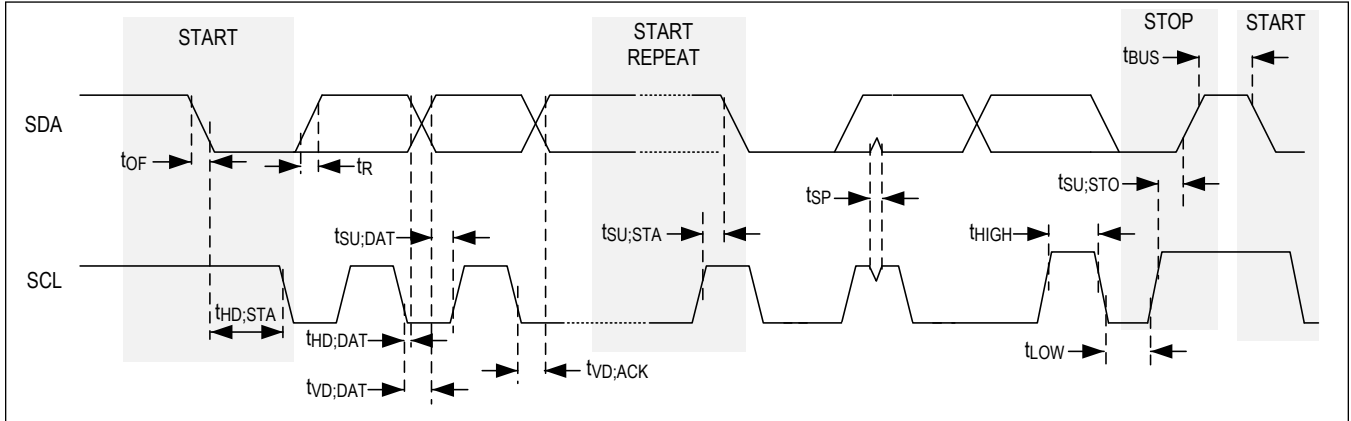 START
START
REPEAT
STOP
START
tBUS
SDA
tOF
tR
tSP
tSU;STO
tSU;DAT
tSU;STA
tHIGH
SCL
tHD;STA
tHD;DAT
tLOW
tVD;ACK
tVD;DAT